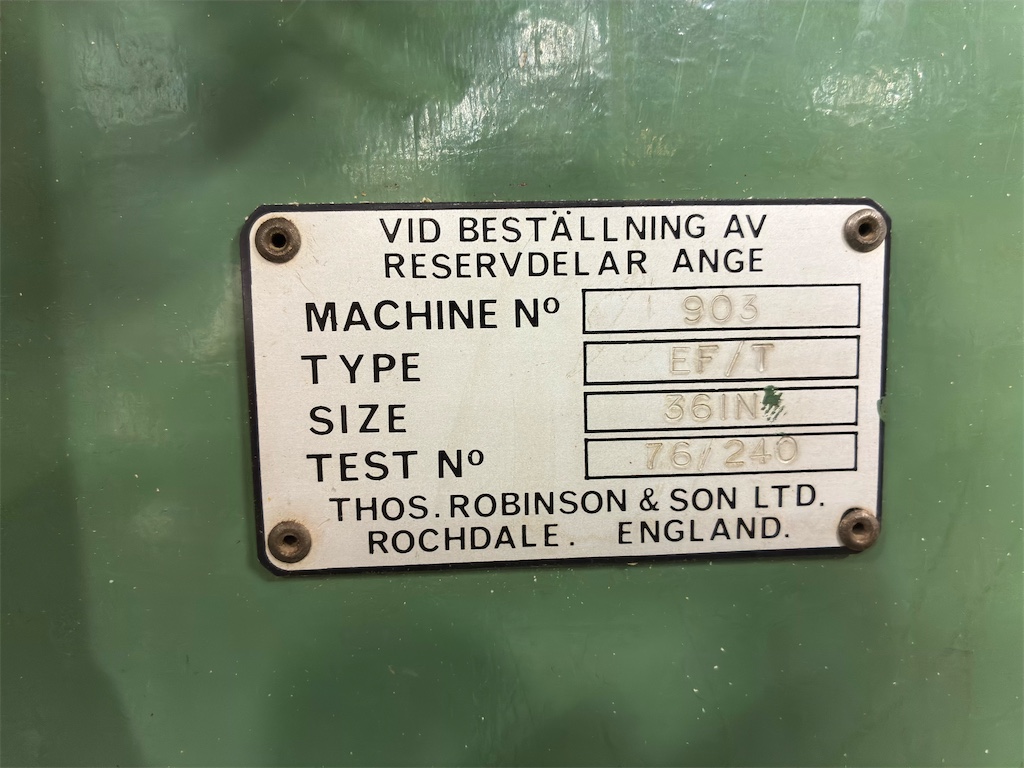 VID BESTÄLLNING AV
RESERVDELAR ANGE
MACHINE Nº 903
TYPE EF/T
SIZE 36IN
TEST Nº 76/240
THOS. ROBINSON & SON LTD.
ROCHDALE. ENGLAND.